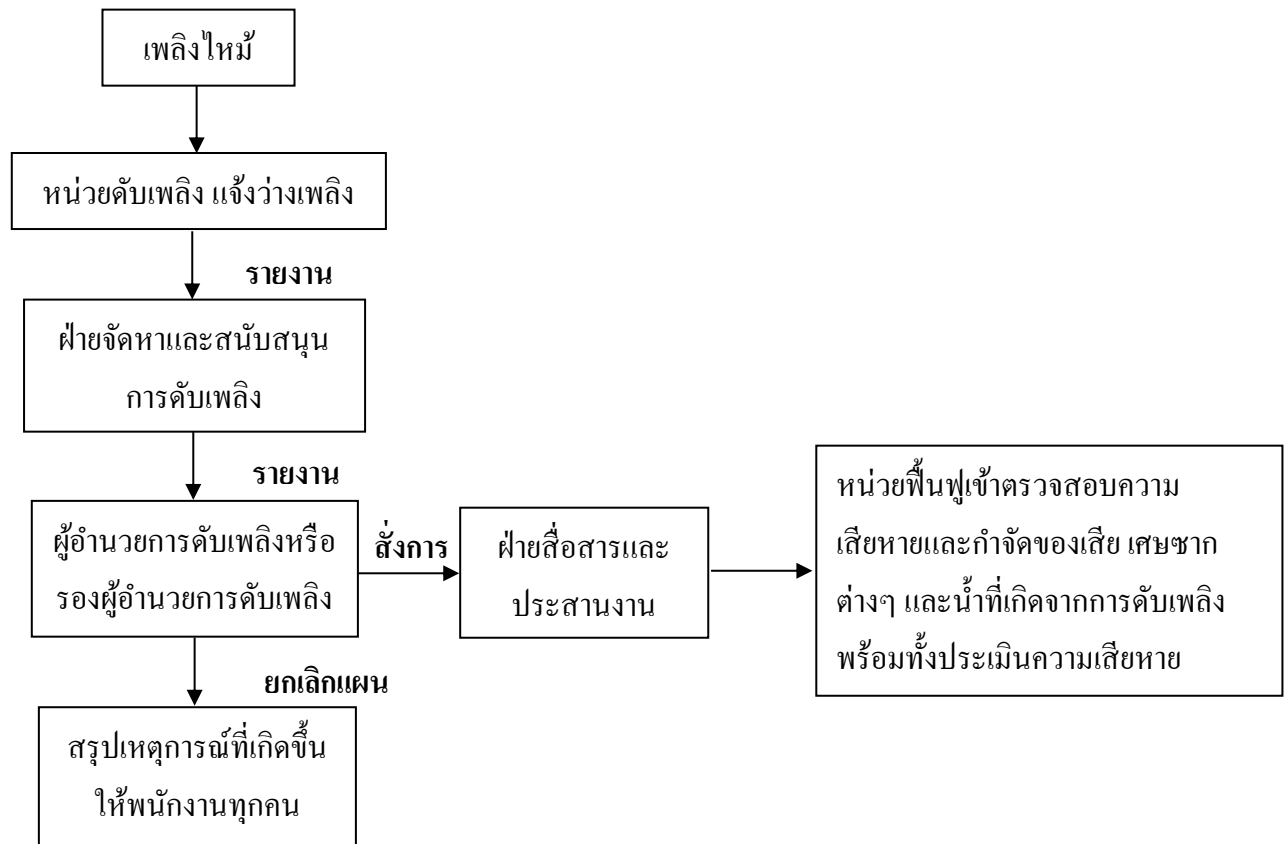 เพลิงไหม้
หน่วยดับเพลิง แจ้งว่างเพลิง
รายงาน
ฝ่ายจัดหาและสนับสนุน
การดับเพลิง
รายงาน
ผู้อำนวยการดับเพลิงหรือ
รองผู้อำนวยการดับเพลิง
สั่งการ
ฝ่ายสื่อสารและ
ประสานงาน
หน่วยฟื้นฟูเข้าตรวจสอบความ
เสียหายและกำจัดของเสีย เศษซาก
ต่างๆ และน้ำที่เกิดจากการดับเพลิง
พร้อมทั้งประเมินความเสียหาย
ยกเลิกแผน
สรุปเหตุการณ์ที่เกิดขึ้น
ให้พนักงานทุกคน